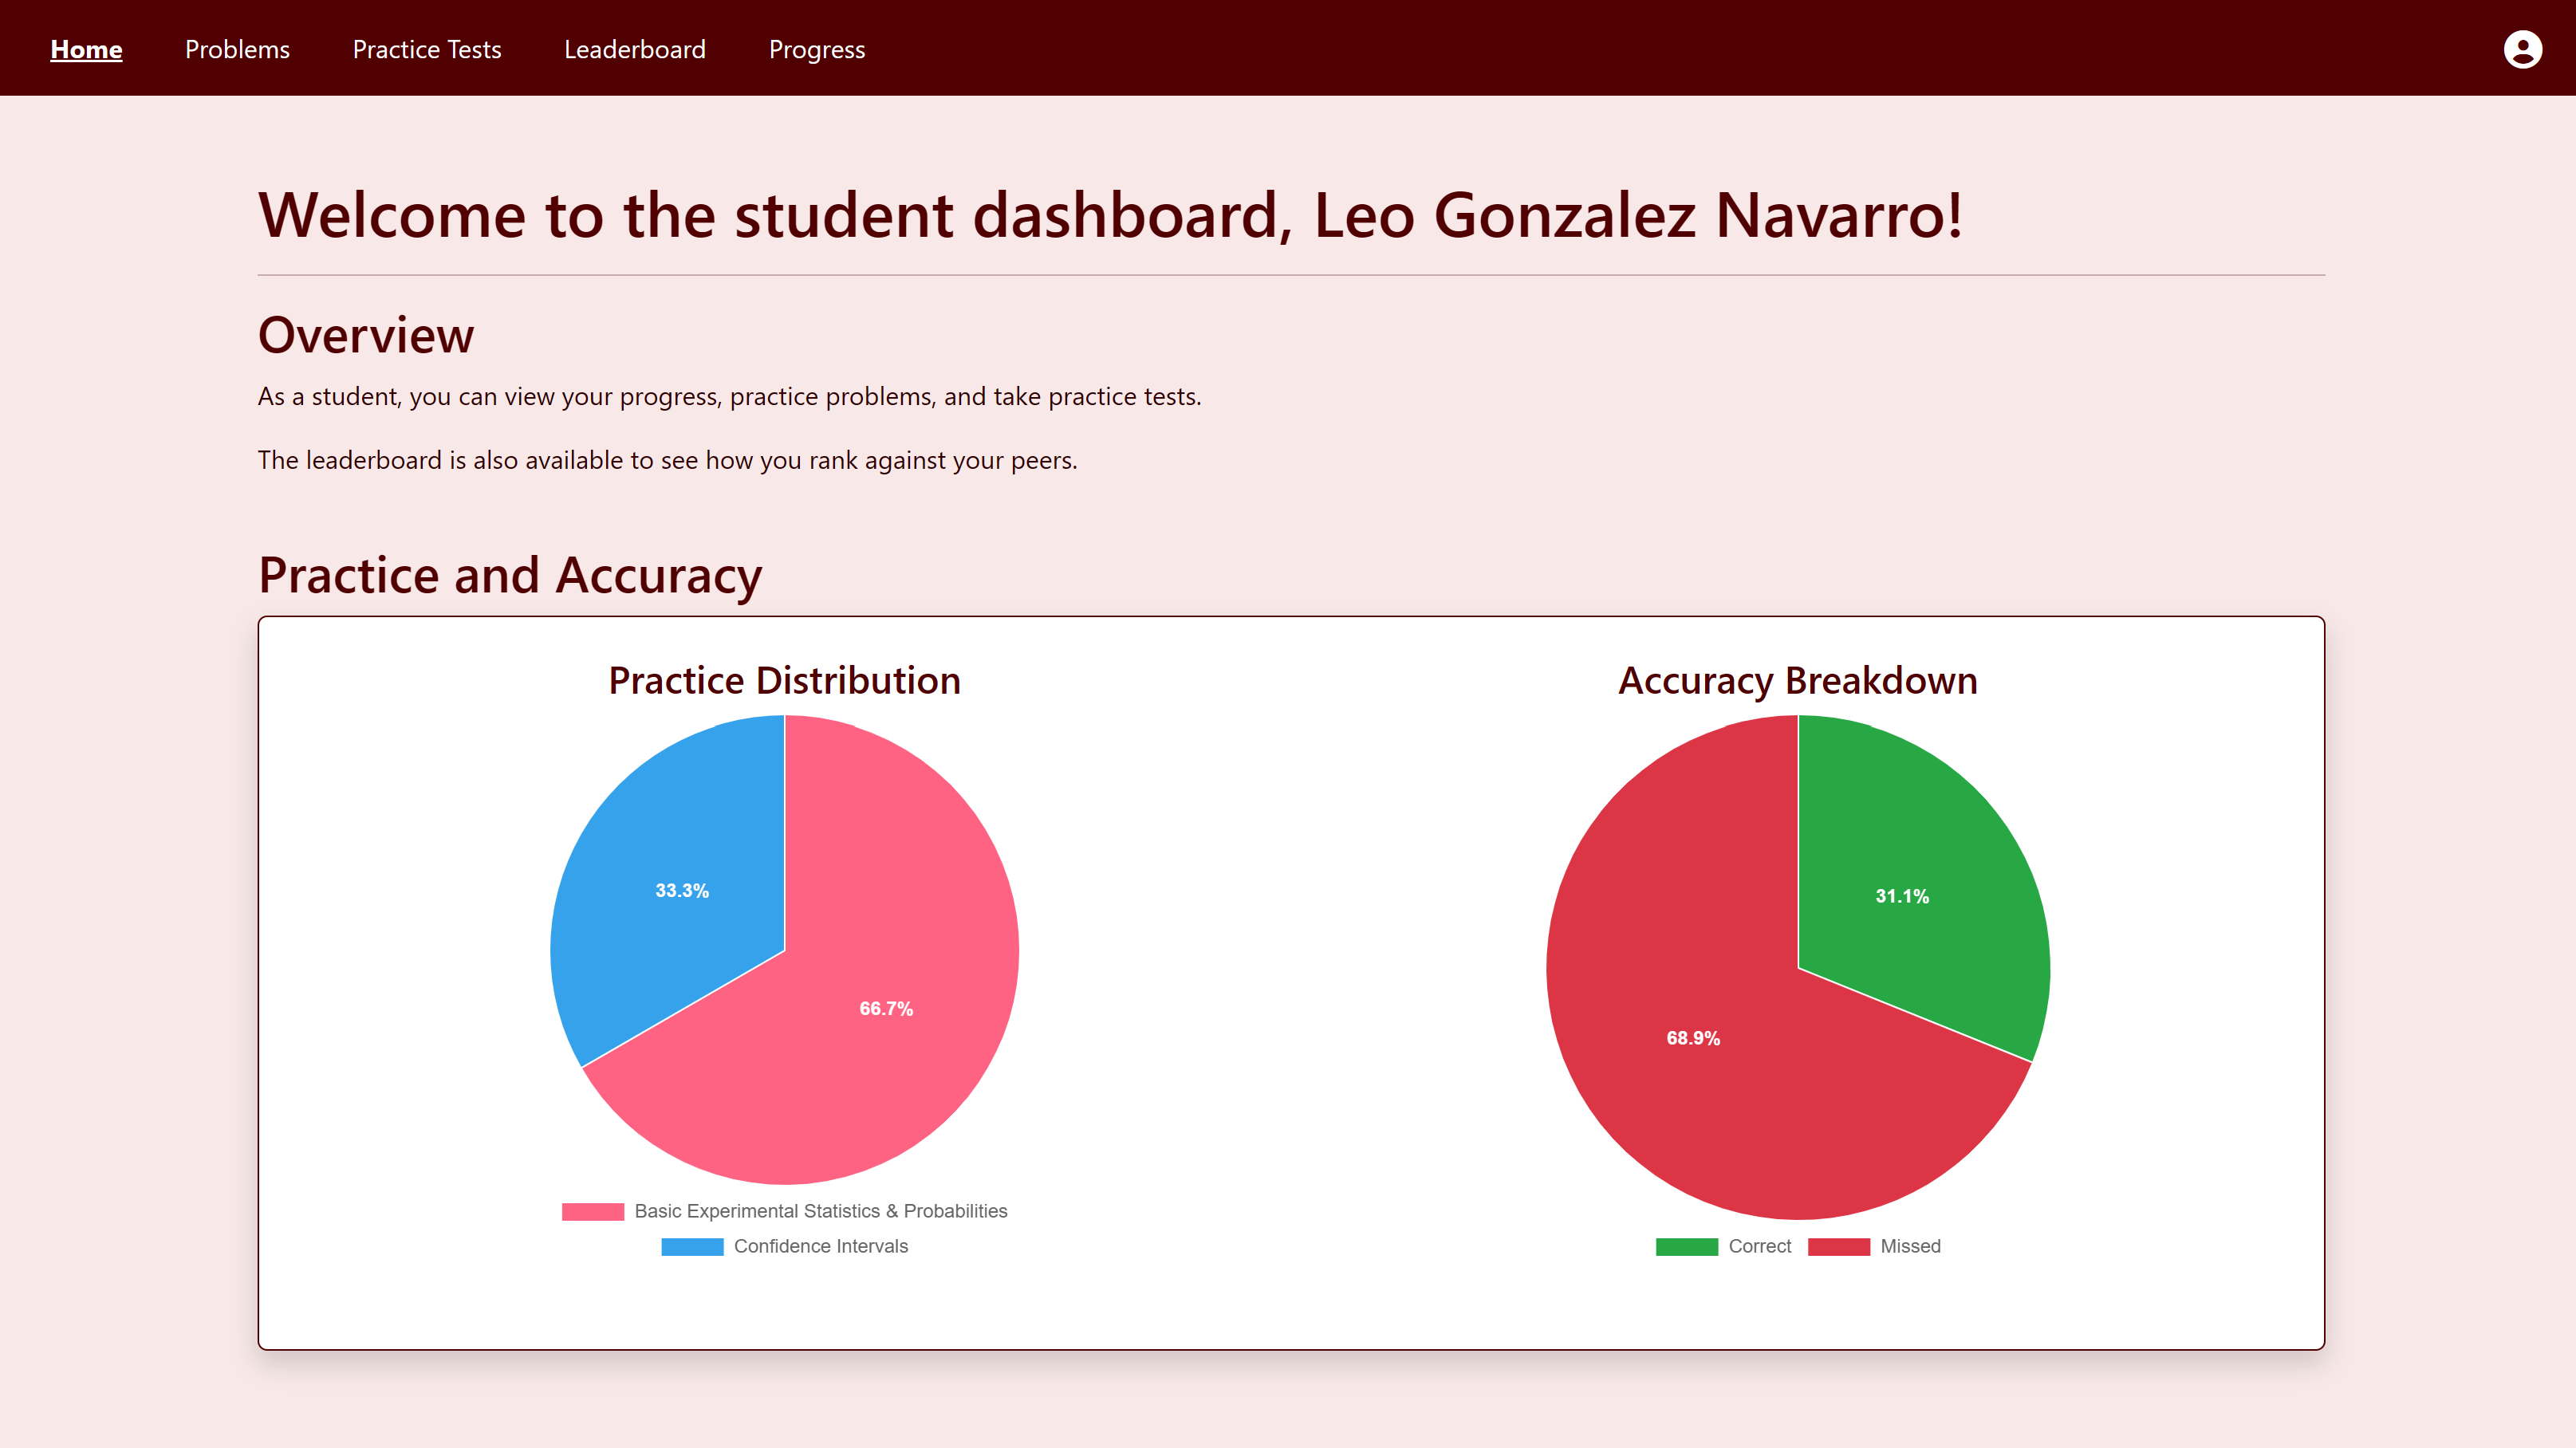 Home Problems Practice Tests Leaderboard Progress
Welcome to the student dashboard, Leo Gonzalez Navarro!
Overview
As a student, you can view your progress, practice problems, and take practice tests.
The leaderboard is also available to see how you rank against your peers.
Practice and Accuracy
Practice Distribution
33.3%
66.7%
Basic Experimental Statistics & Probabilities
Confidence Intervals
Accuracy Breakdown
31.1%
68.9%
Correct Missed